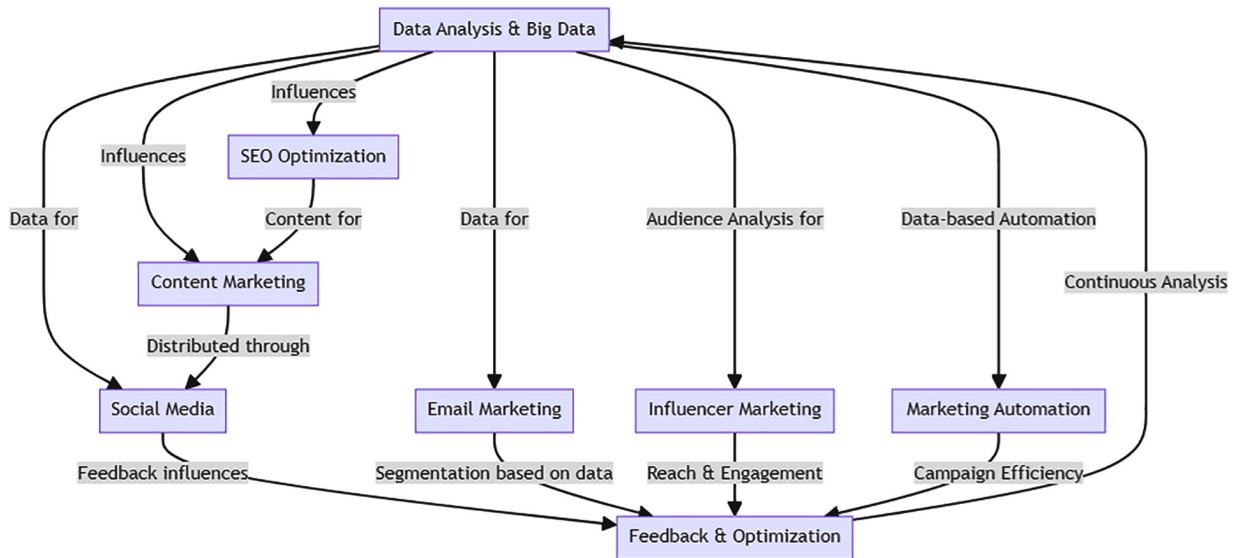 Data Analysis & Big Data
Influences
SEO Optimization
Influences
Data for
Content for
Data for
Audience Analysis for
Data-based Automation
Content Marketing
Continuous Analysis
Distributed through
Social Media
Email Marketing
Influencer Marketing
Marketing Automation
Feedback influences
Segmentation based on data
Reach & Engagement
Campaign Efficiency
Feedback & Optimization